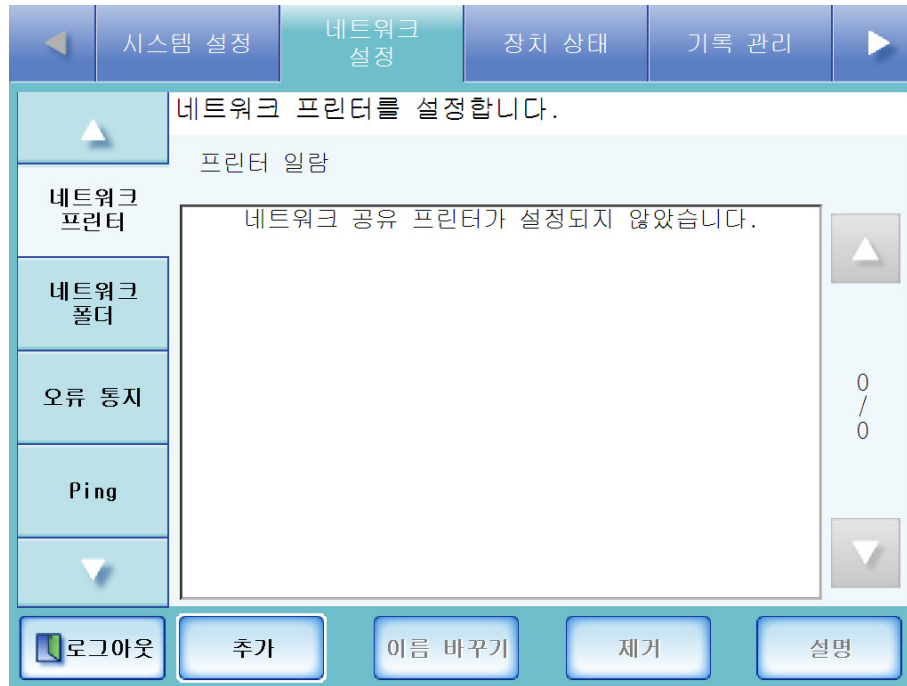 시스템 설정
네트워크
설정
장치 상태
기록 관리
네트워크 프린터를 설정합니다.
프린터 일람
네트워크
프린터
네트워크 공유 프린터가 설정되지 않았습니다.
네트워크
폴더
오류 통지
0
/
0
Ping
로그아웃
추가
이름 바꾸기
제거
설명